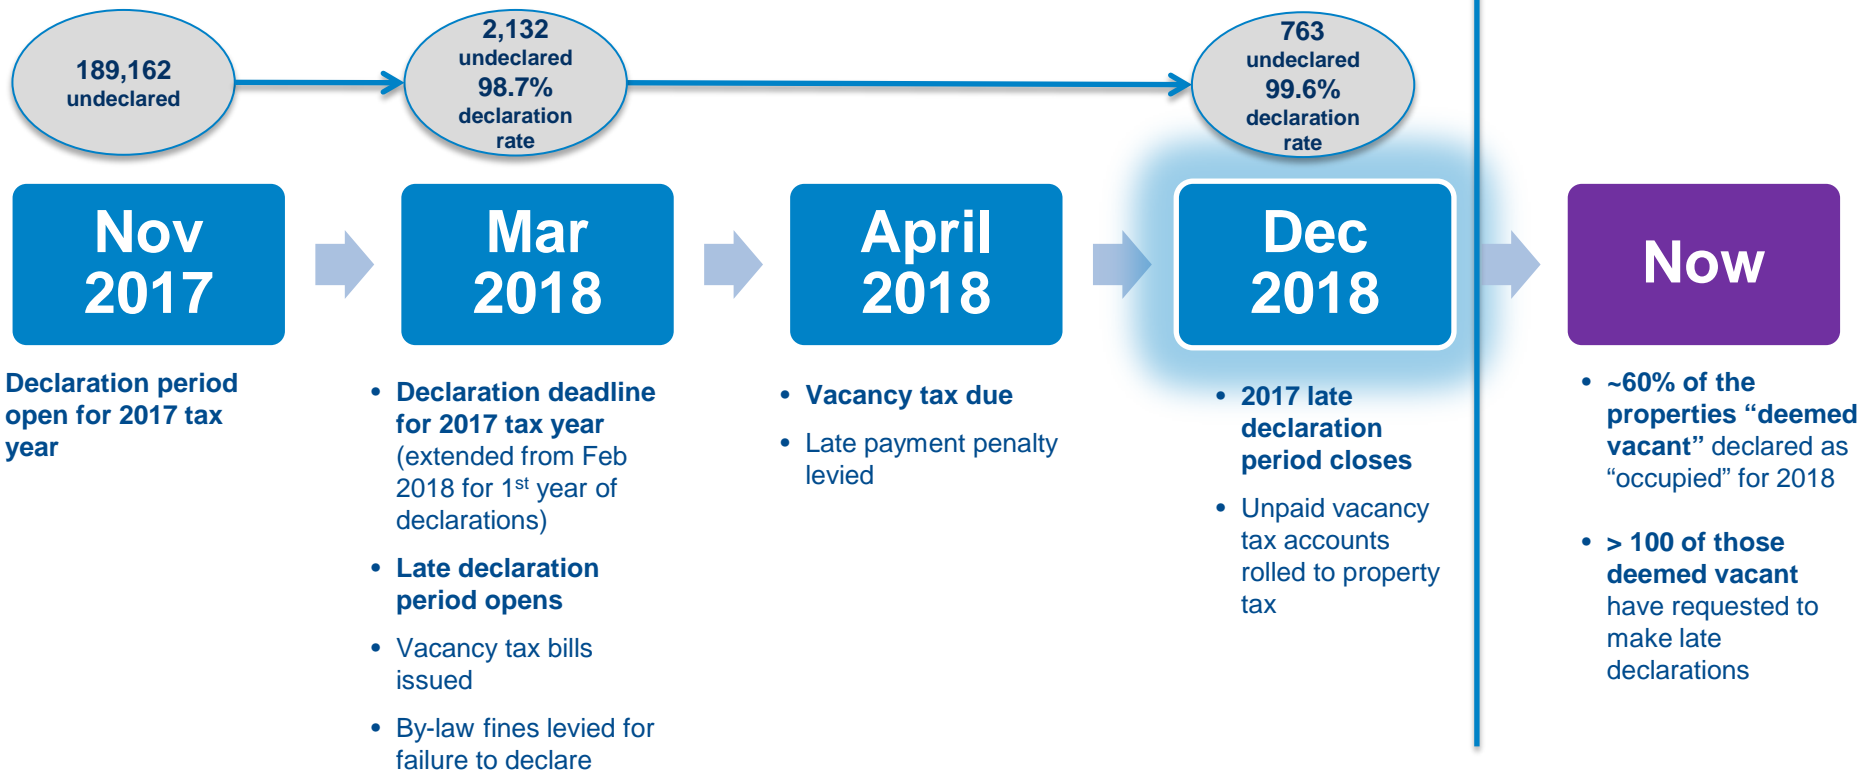 189,162
undeclared
2,132
undeclared
98.7%
declaration
rate
763
undeclared
99.6%
declaration
rate
Nov
2017
Mar
2018
April
2018
Dec
2018
Now
Declaration period
open for 2017 tax
year
• Declaration deadline
for 2017 tax year
(extended from Feb
2018 for 1st year of
declarations)
• Late declaration
period opens
• Vacancy tax bills
issued
• By-law fines levied for
failure to declare
• Vacancy tax due
• Late payment penalty
levied
• 2017 late
declaration
period closes
• Unpaid vacancy
tax accounts
rolled to property
tax
• ~60% of the
properties “deemed
vacant” declared as
“occupied” for 2018
• > 100 of those
deemed vacant
have requested to
make late
declarations